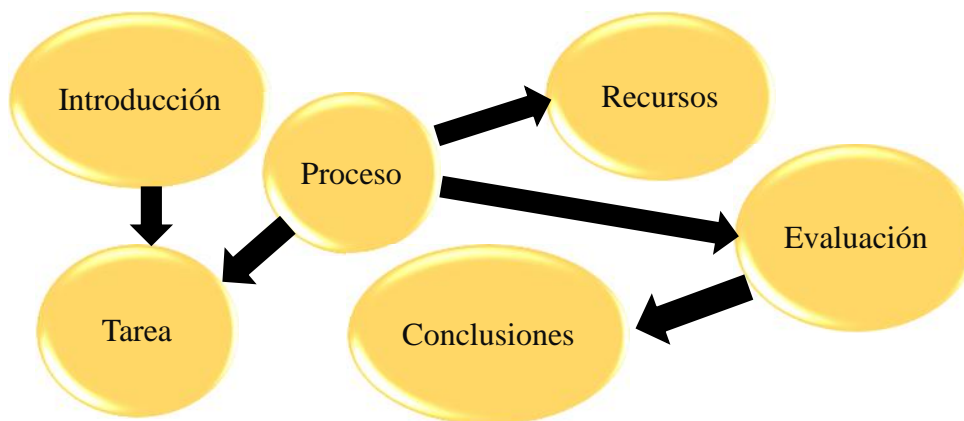 Introducción
Recursos
Proceso
Evaluación
Tarea
Conclusiones